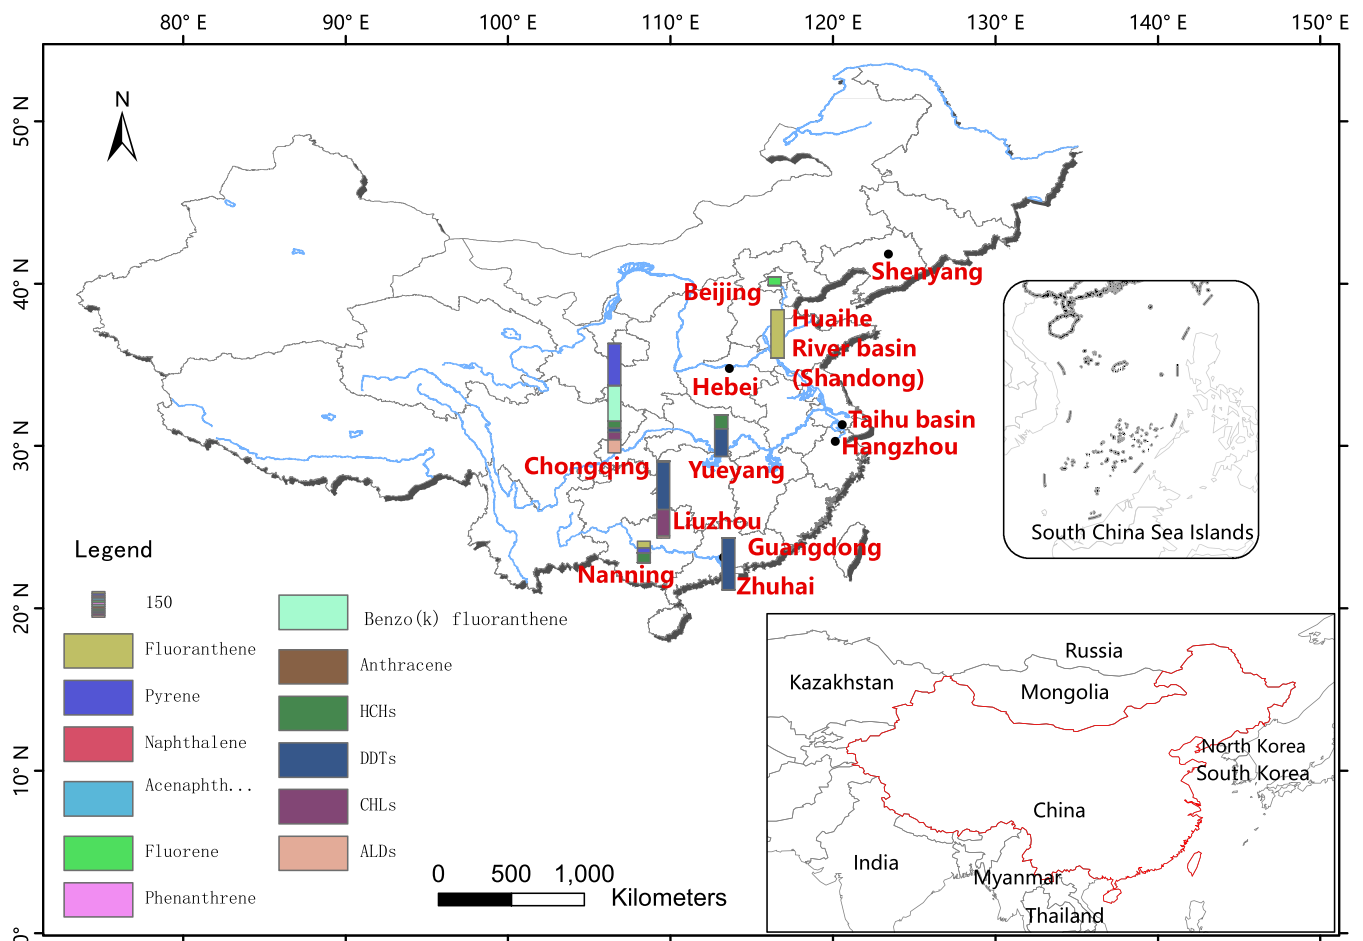 80° E
90° E
100° E
110° E
120° E
130° E
140° E
150° E
N
50° N
40° N
30° N
20° N
10° N
0°
Shenyang
Beijing
Huaihe
River basin
(Shandong)
Hebei
Taihu basin
Hangzhou
Chongqing
Yueyang
Liuzhou
Guangdong
Nanning
Zhuhai
South China Sea Islands
Legend
150
Fluoranthene
Pyrene
Naphthalene
Acenaphth...
Fluorene
Phenanthrene
Benzo(k) fluoranthene
Anthracene
HCHs
DDTs
CHLs
ALDs
0 500 1,000
Kilometers
Russia
Kazakhstan
Mongolia
North Korea
South Korea
China
India
Myanmar
Thailand